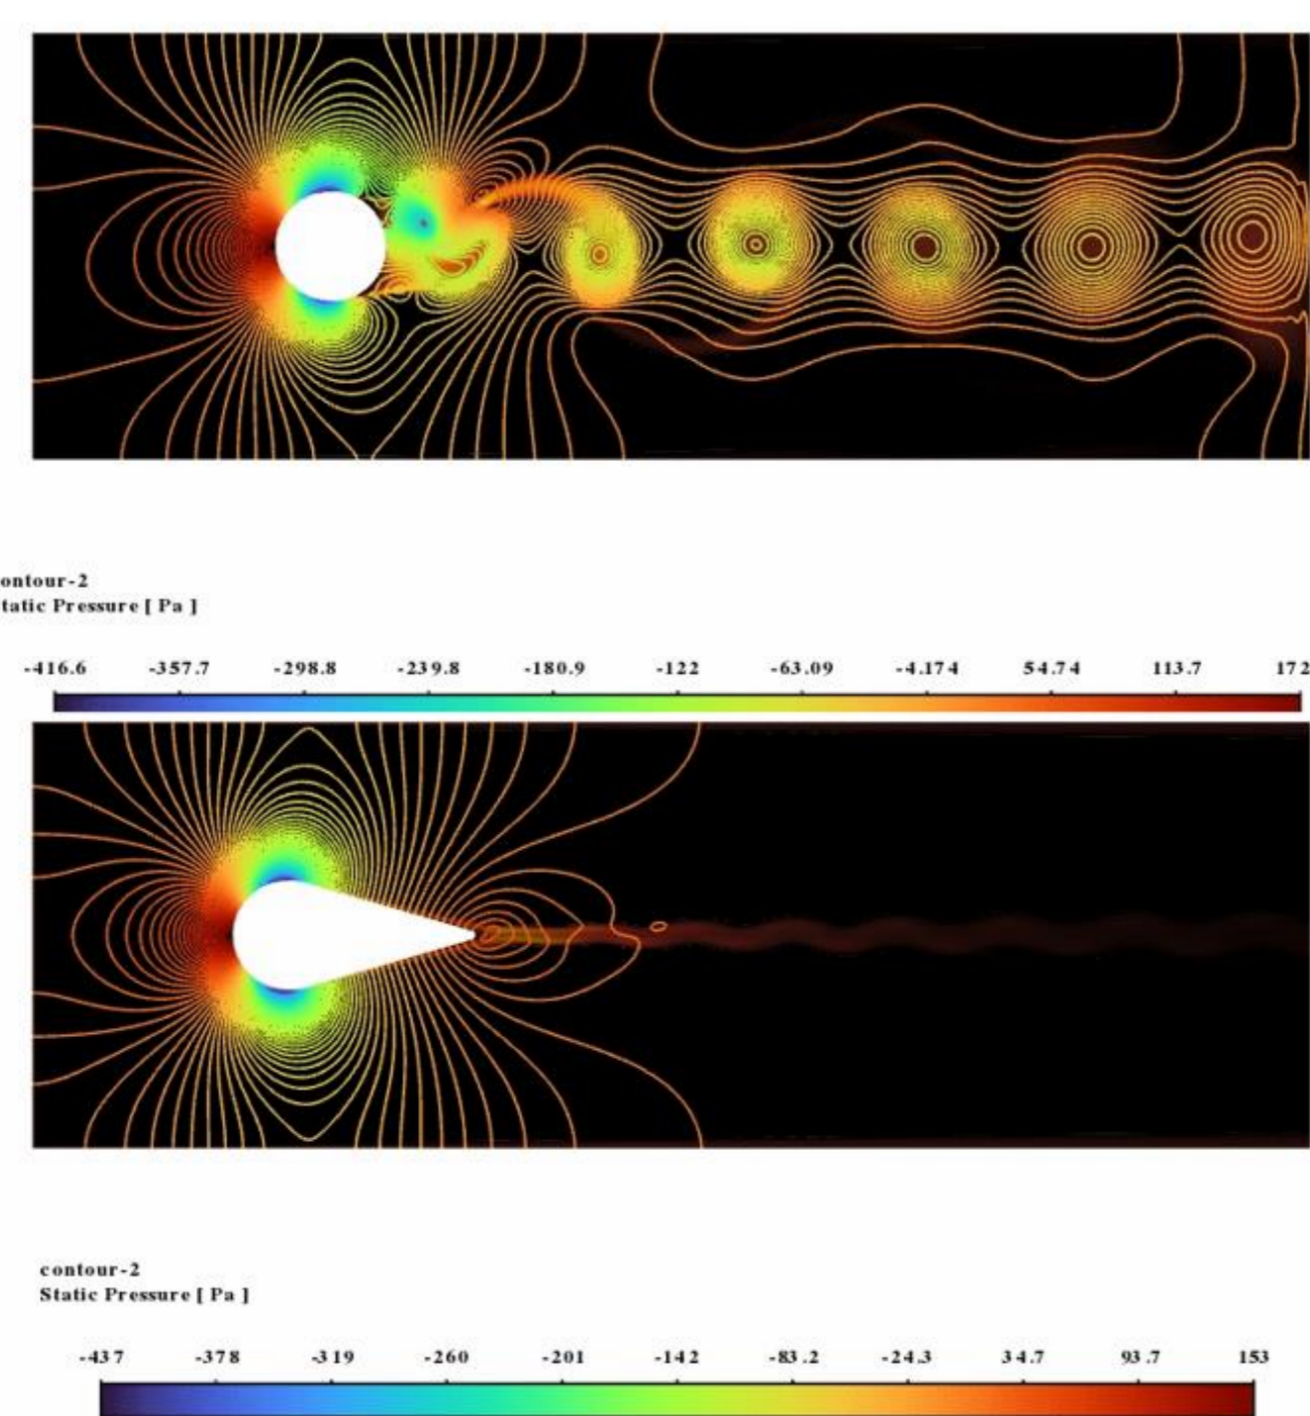 ontour-2
tatic Pressure [ Pa ]
-416.6 -357.7 -298.8 -239.8 -180.9 -122 -63.09 -4.174 54.74 113.7 172
contour-2
Static Pressure [ Pa ]
-437 -378 -319 -260 -201 -142 -83.2 -24.3 34.7 93.7 153